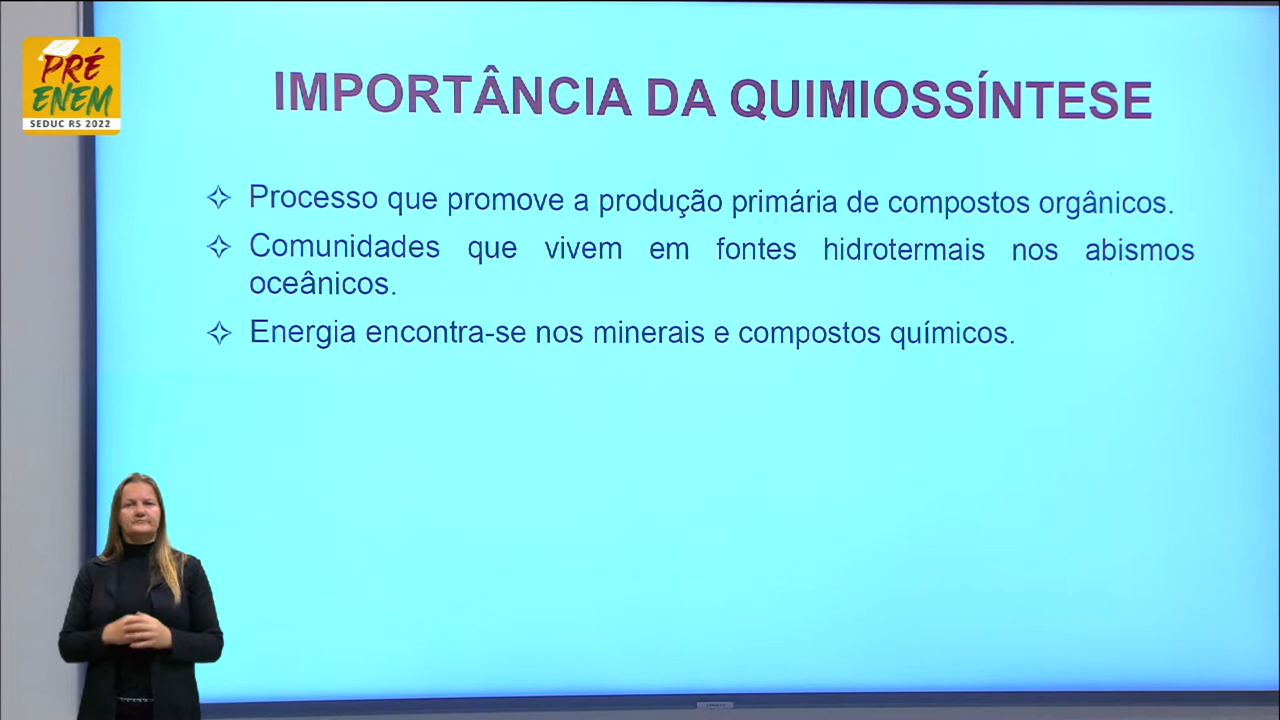 PRÉ
ENEM
SEDUC RS 2022
IMPORTÂNCIA DA QUIMIOSSÍNTESE
Processo que promove a produção primária de compostos orgânicos.
Comunidades que vivem em fontes hidrotermais nos abismos
oceânicos.
Energia encontra-se nos minerais e compostos químicos.